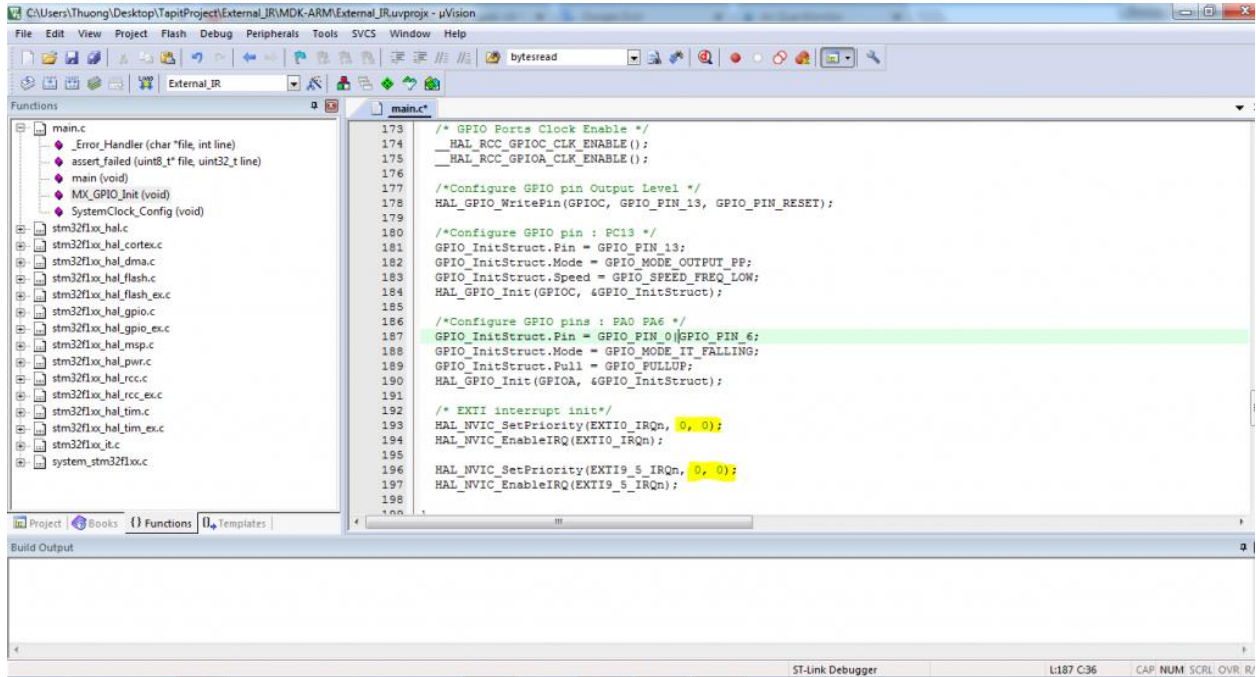 C:\Users\Thuong\Desktop\TapitProject\External_IR\MDK-ARM\External_IR.uvprojx - µVision
File Edit View Project Flash Debug Peripherals Tools SVCS Window Help
bytesread
External_IR
Functions
main.c
_Error_Handler (char *file, int line)
assert_failed (uint8_t* file, uint32_t line)
main (void)
MX_GPIO_Init (void)
SystemClock_Config (void)
stm32f1xx_hal.c
stm32f1xx_hal_cortex.c
stm32f1xx_hal_dma.c
stm32f1xx_hal_flash.c
stm32f1xx_hal_flash_ex.c
stm32f1xx_hal_gpio.c
stm32f1xx_hal_gpio_ex.c
stm32f1xx_hal_msp.c
stm32f1xx_hal_pwr.c
stm32f1xx_hal_rcc.c
stm32f1xx_hal_rcc_ex.c
stm32f1xx_hal_tim.c
stm32f1xx_hal_tim_ex.c
stm32f1xx_it.c
system_stm32f1xx.c
Project Books {} Functions Templates
main.c*
173 /* GPIO Ports Clock Enable */
174 __HAL_RCC_GPIOC_CLK_ENABLE();
175 __HAL_RCC_GPIOA_CLK_ENABLE();
176
177 /*Configure GPIO pin Output Level */
178 HAL_GPIO_WritePin(GPIOC, GPIO_PIN_13, GPIO_PIN_RESET);
179
180 /*Configure GPIO pin : PC13 */
181 GPIO_InitStruct.Pin = GPIO_PIN_13;
182 GPIO_InitStruct.Mode = GPIO_MODE_OUTPUT_PP;
183 GPIO_InitStruct.Speed = GPIO_SPEED_FREQ_LOW;
184 HAL_GPIO_Init(GPIOC, &GPIO_InitStruct);
185
186 /*Configure GPIO pins : PA0 PA6 */
187 GPIO_InitStruct.Pin = GPIO_PIN_0|GPIO_PIN_6;
188 GPIO_InitStruct.Mode = GPIO_MODE_IT_FALLING;
189 GPIO_InitStruct.Pull = GPIO_PULLUP;
190 HAL_GPIO_Init(GPIOA, &GPIO_InitStruct);
191
192 /* EXTI interrupt init*/
193 HAL_NVIC_SetPriority(EXTI0_IRQn, 0, 0);
194 HAL_NVIC_EnableIRQ(EXTI0_IRQn);
195
196 HAL_NVIC_SetPriority(EXTI9_5_IRQn, 0, 0);
197 HAL_NVIC_EnableIRQ(EXTI9_5_IRQn);
198
Build Output
ST-Link Debugger L:187 C:36 CAP NUM SCRL OVR R/